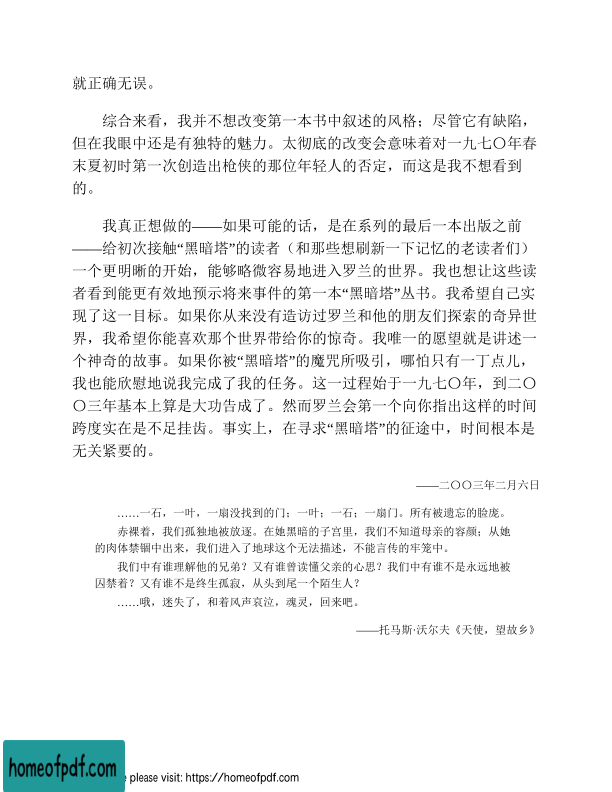 就正确无误。
综合来看，我并不想改变第一本书中叙述的风格；尽管它有缺陷，
但在我眼中还是有独特的魅力。太彻底的改变会意味着对一九七〇年春
末夏初时第一次创造出枪侠的那位年轻人的否定，而这是我不想看到
的。
我真正想做的——如果可能的话，是在系列的最后一本出版之前
——给初次接触“黑暗塔”的读者（和那些想刷新一下记忆的老读者们）
一个更明晰的开始，能够略微容易地进入罗兰的世界。我也想让这些读
者看到能更有效地预示将来事件的第一本“黑暗塔”丛书。我希望自己实
现了这一目标。如果你从来没有造访过罗兰和他的朋友们探索的奇异世
界，我希望你能喜欢那个世界带给你的惊奇。我唯一的愿望就是讲述一
个神奇的故事。如果你被“黑暗塔”的魔咒所吸引，哪怕只有一丁点儿，
我也能欣慰地说我完成了我的任务。这一过程始于一九七〇年，到二〇
〇三年基本上算是大功告成了。然而罗兰会第一个向你指出这样的时间
跨度实在是不足挂齿。事实上，在寻求“黑暗塔”的征途中，时间根本是
无关紧要的。
——二〇〇三年二月六日
……一石，一叶，一扇没找到的门；一叶；一石；一扇门。所有被遗忘的脸庞。
赤裸着，我们孤独地被放逐。在她黑暗的子宫里，我们不知道母亲的容颜；从她
的肉体禁锢中出来，我们进入了地球这个无法描述，不能言传的牢笼中。
我们中有谁理解他的兄弟？又有谁曾读懂父亲的心思？我们中有谁不是永远地被
囚禁着？又有谁不是终生孤寂，从头到尾一个陌生人？
……哦，迷失了，和着风声哀泣，魂灵，回来吧。
——托马斯·沃尔夫《天使，望故乡》
homeofpdf.com
e please visit: https://homeofpdf.com